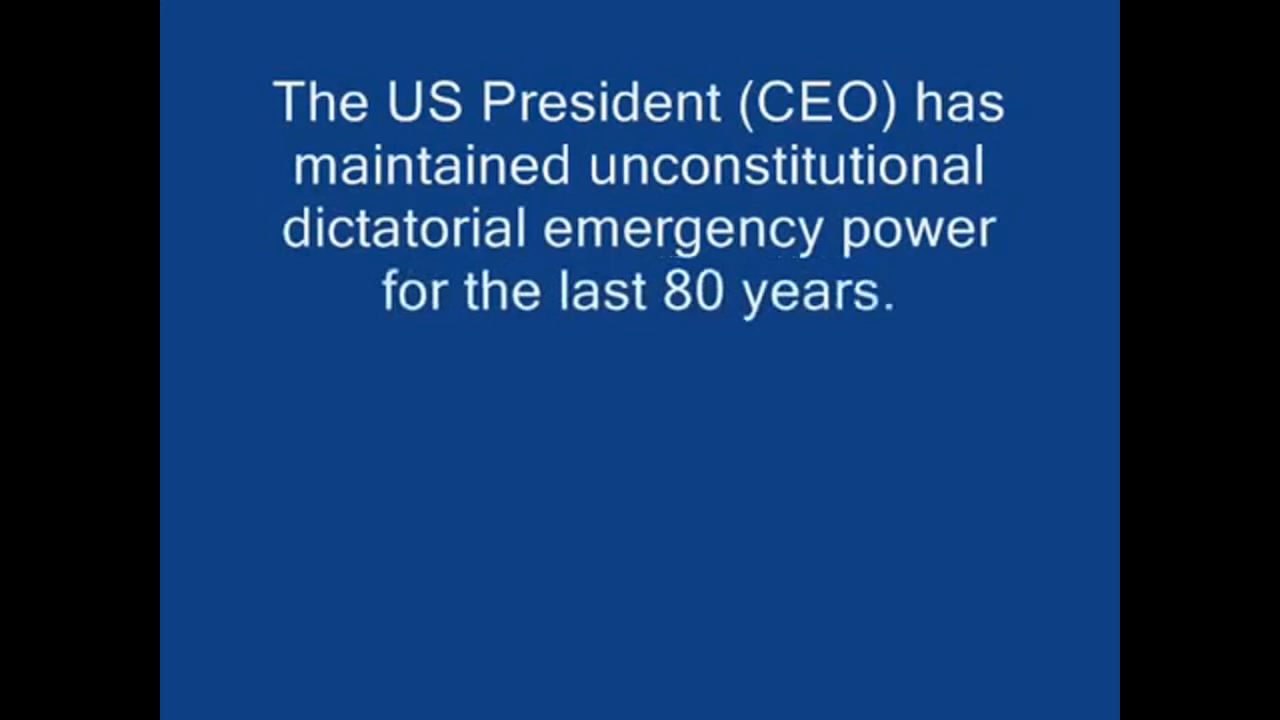 The US President (CEO) has
maintained unconstitutional
dictatorial emergency power
for the last 80 years.